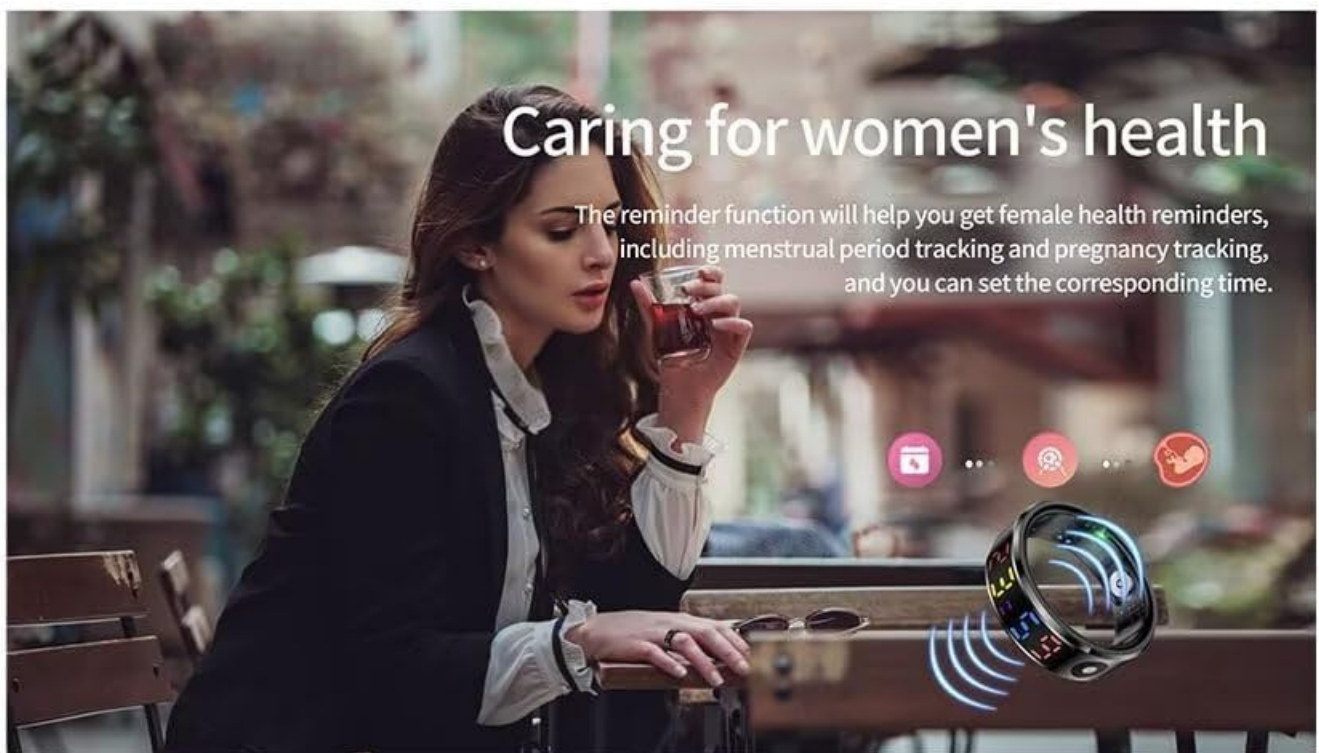 Caring for women's health
The reminder function will help you get female health reminders,
including menstrual period tracking and pregnancy tracking,
and you can set the corresponding time.